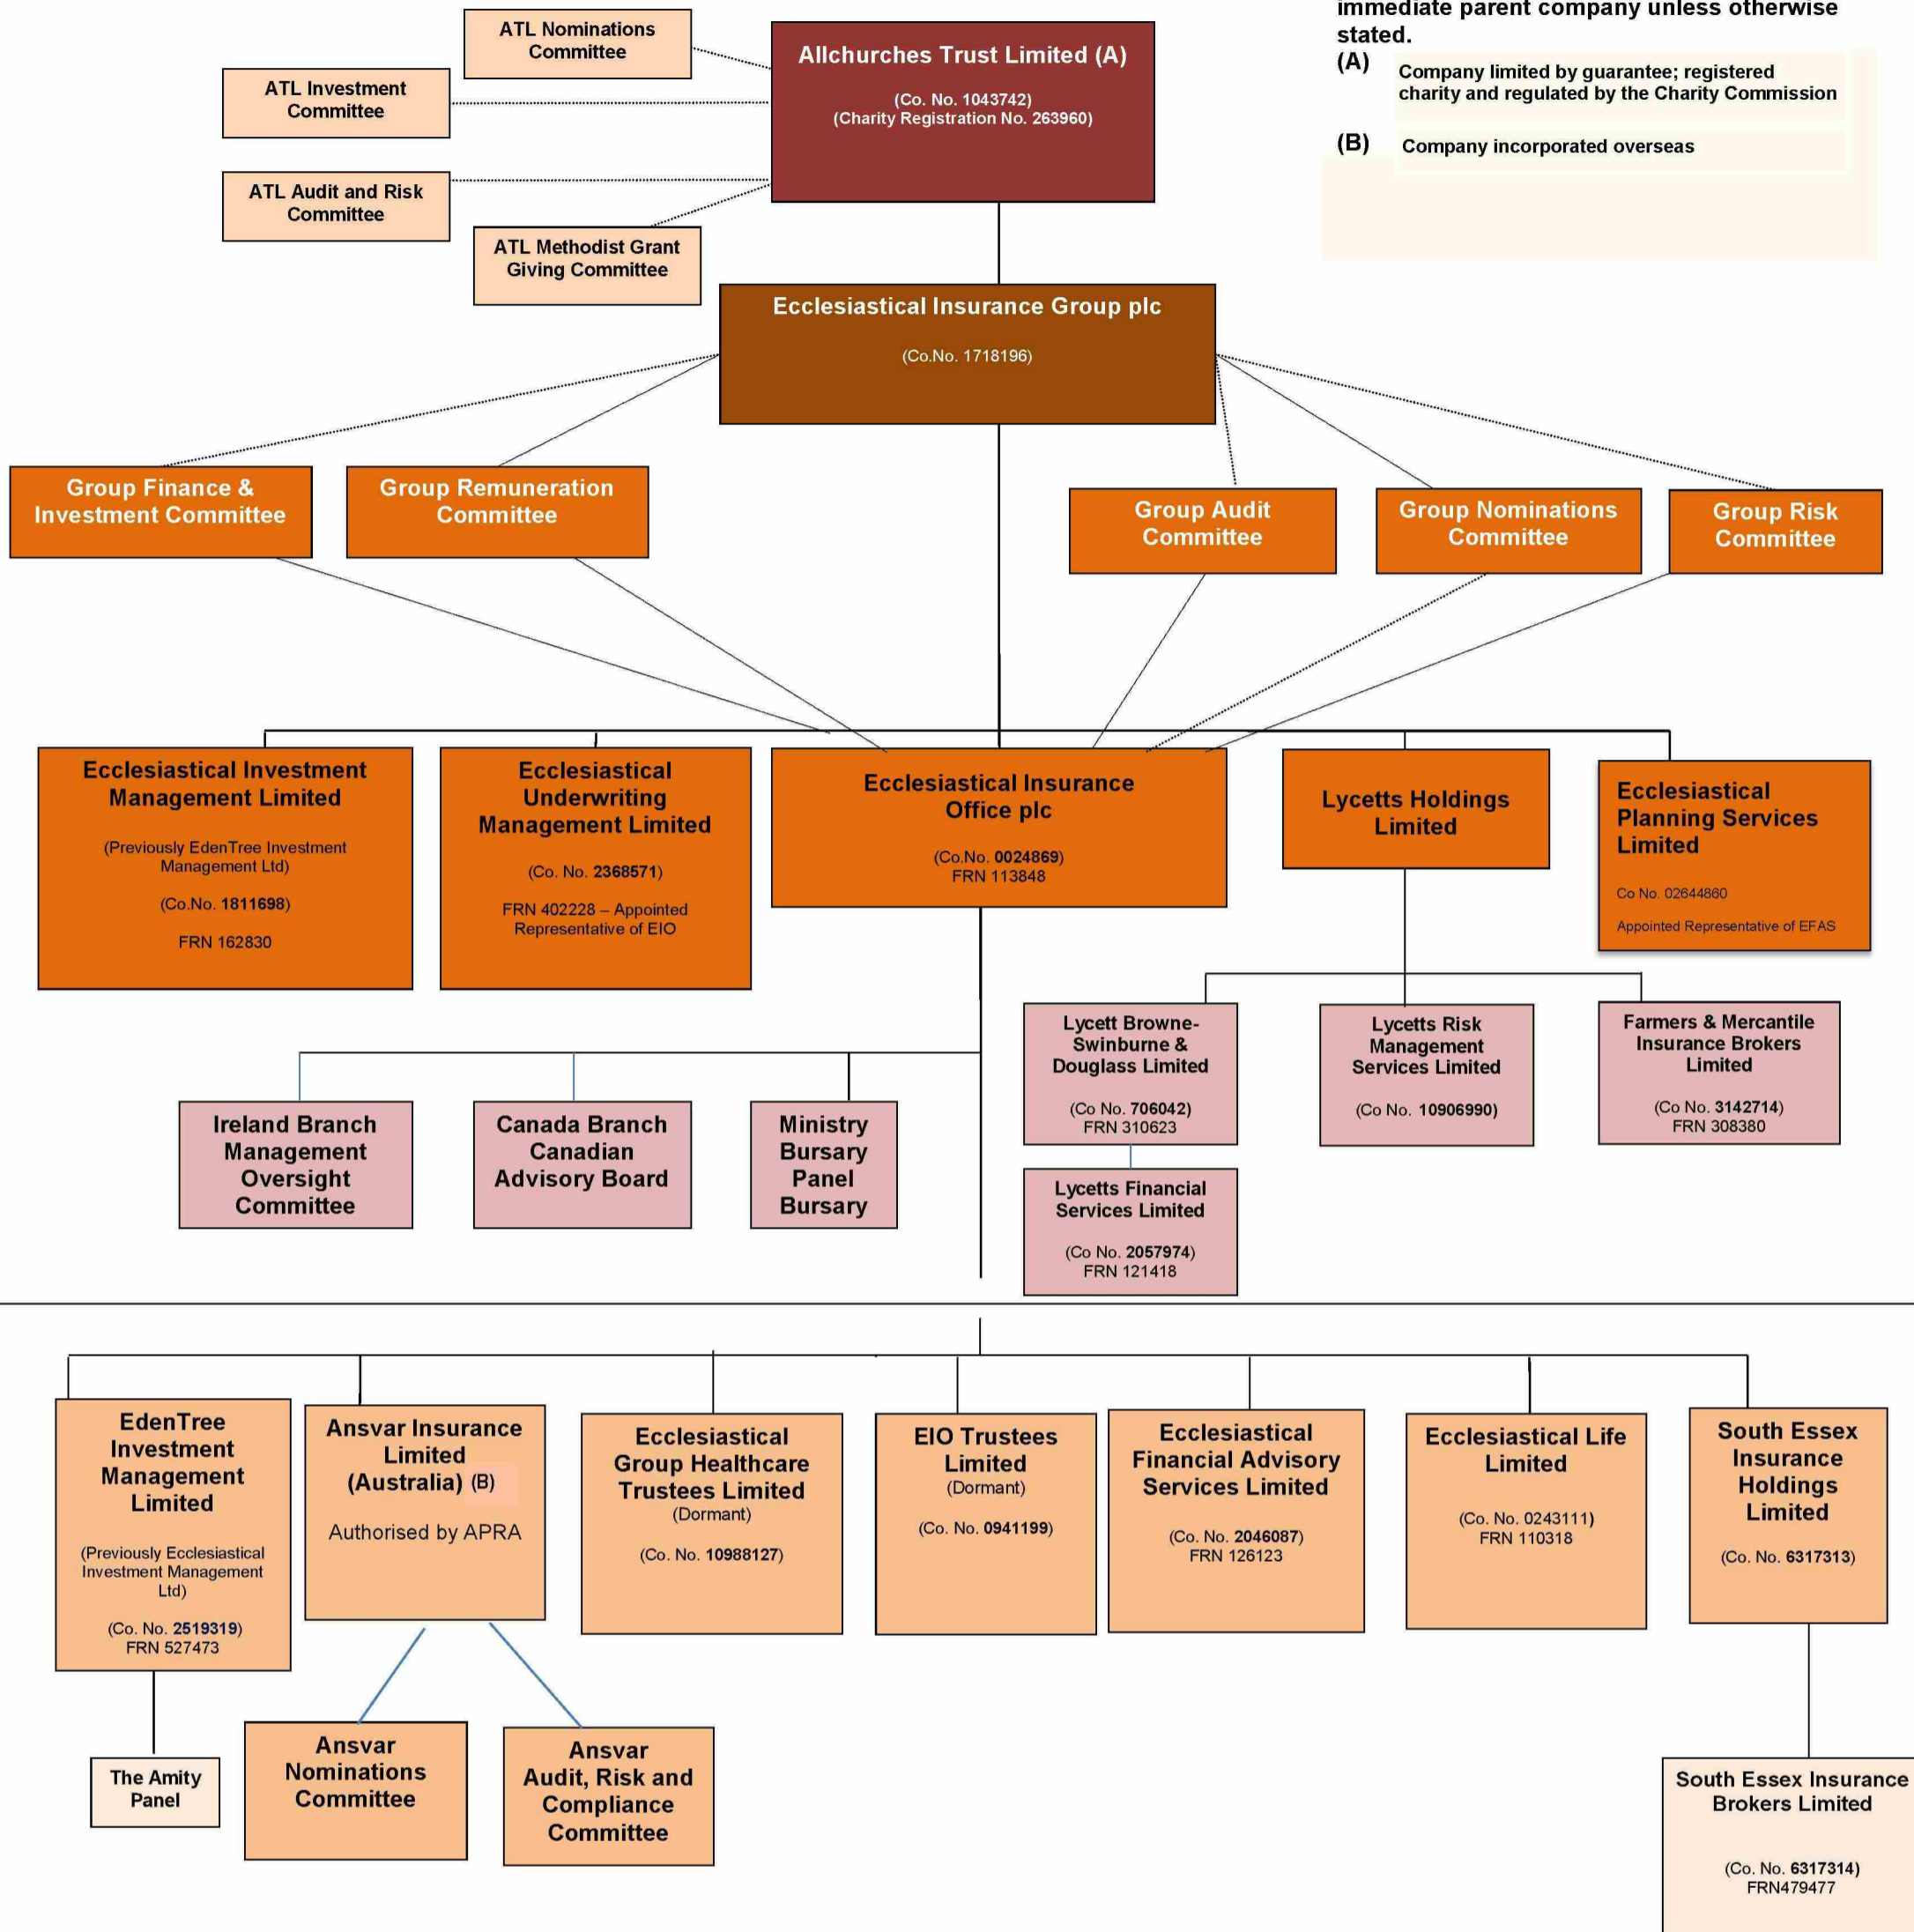 immediate parent company unless otherwise
stated.
(A)
Company limited by guarantee; registered
charity and regulated by the Charity Commission
(B)
Company incorporated overseas
ATL Nominations
Committee
ATL Investment
Committee
ATL Audit and Risk
Committee
ATL Methodist Grant
Giving Committee
Allchurches Trust Limited (A)
(Co. No. 1043742)
(Charity Registration No. 263960)
Ecclesiastical Insurance Group plc
(Co.No. 1718196)
Group Finance &
Investment Committee
Group Remuneration
Committee
Group Audit
Committee
Group Nominations
Committee
Group Risk
Committee
Ecclesiastical Investment
Management Limited
(Previously EdenTree Investment
Management Ltd)
(Co.No. 1811698)
FRN 162830
Ecclesiastical
Underwriting
Management Limited
(Co. No. 2368571)
FRN 402228 – Appointed
Representative of EIO
Ecclesiastical Insurance
Office plc
(Co.No. 0024869)
FRN 113848
Lycetts Holdings
Limited
Ecclesiastical
Planning Services
Limited
Co No. 02644860
Appointed Representative of EFAS
Ireland Branch
Management
Oversight
Committee
Canada Branch
Canadian
Advisory Board
Ministry
Bursary
Panel
Bursary
Lycett Browne-
Swinburne &
Douglass Limited
(Co No. 706042)
FRN 310623
Lycetts Financial
Services Limited
(Co No. 2057974)
FRN 121418
Lycetts Risk
Management
Services Limited
(Co No. 10906990)
Farmers & Mercantile
Insurance Brokers
Limited
(Co No. 3142714)
FRN 308380
EdenTree
Investment
Management
Limited
(Previously Ecclesiastical
Investment Management
Ltd)
(Co. No. 2519319)
FRN 527473
Ansvar Insurance
Limited
(Australia) (B)
Authorised by APRA
Ecclesiastical
Group Healthcare
Trustees Limited
(Dormant)
(Co. No. 10988127)
EIO Trustees
Limited
(Dormant)
(Co. No. 0941199)
Ecclesiastical
Financial Advisory
Services Limited
(Co. No. 2046087)
FRN 126123
Ecclesiastical Life
Limited
(Co. No. 0243111)
FRN 110318
South Essex
Insurance
Holdings
Limited
(Co. No. 6317313)
The Amity
Panel
Ansvar
Nominations
Committee
Ansvar
Audit, Risk and
Compliance
Committee
South Essex Insurance
Brokers Limited
(Co. No. 6317314)
FRN479477